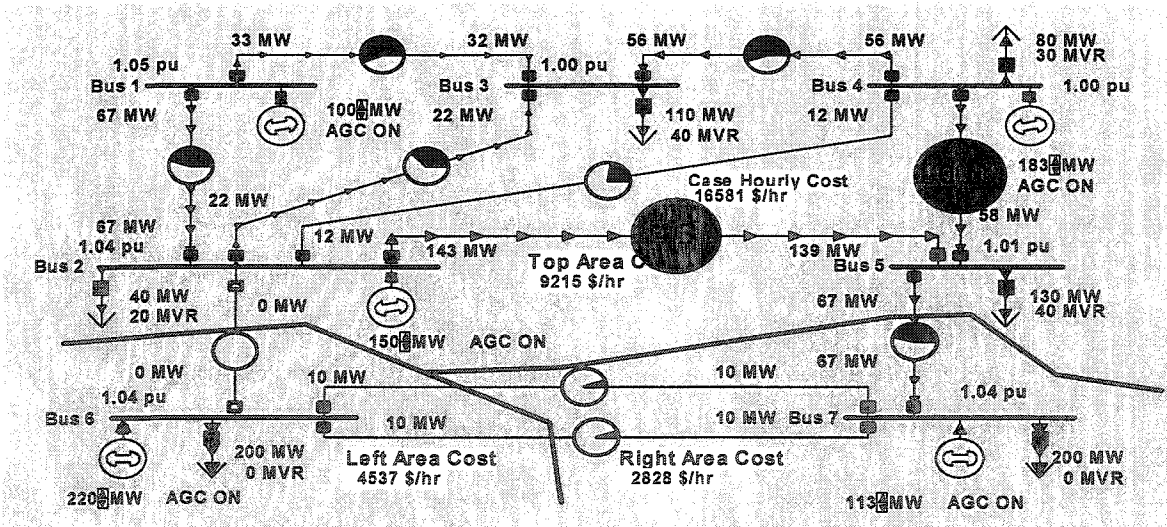 33 MW
32 MW
56 MW
56 MW
80 MW
30 MVR
1.05 pu
1.00 pu
Bus 1
Bus 3
Bus 4
1.00 pu
67 MW
100 MW
AGC ON
22 MW
110 MW
40 MVR
12 MW
183 MW
AGC ON
Case Hourly Cost
16581 $/hr
22 MW
58 MW
67 MW
1.04 pu
12 MW
143 MW
139 MW
1.01 pu
Bus 2
Top Area C
9215 $/hr
Bus 5
40 MW
20 MVR
0 MW
67 MW
130 MW
40 MVR
150 MW
AGC ON
0 MW
67 MW
10 MW
10 MW
1.04 pu
1.04 pu
Bus 6
10 MW
10 MW
Bus 7
200 MW
0 MVR
Left Area Cost
4537 $/hr
Right Area Cost
2828 $/hr
200 MW
0 MVR
220 MW
AGC ON
113 MW
AGC ON